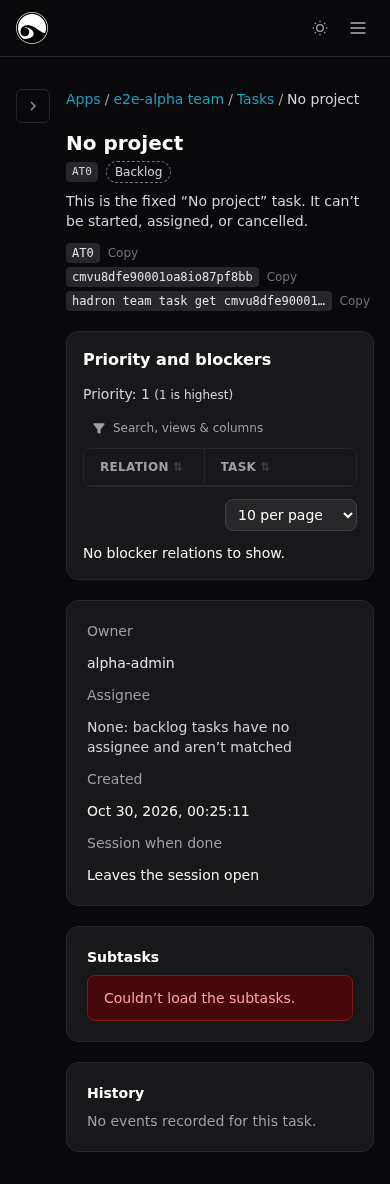 Apps / e2e-alpha team / Tasks / No project
No project
AT0 Backlog
This is the fixed “No project” task. It can’t
be started, assigned, or cancelled.
AT0 Copy
cmvu8dfe90001oa8io87pf8bb Copy
hadron team task get cmvu8dfe90001… Copy
Priority and blockers
Priority: 1 (1 is highest)
Search, views & columns
RELATION ⇅ TASK ⇅
10 per page
No blocker relations to show.
Owner
alpha-admin
Assignee
None: backlog tasks have no
assignee and aren’t matched
Created
Oct 30, 2026, 00:25:11
Session when done
Leaves the session open
Subtasks
Couldn’t load the subtasks.
History
No events recorded for this task.